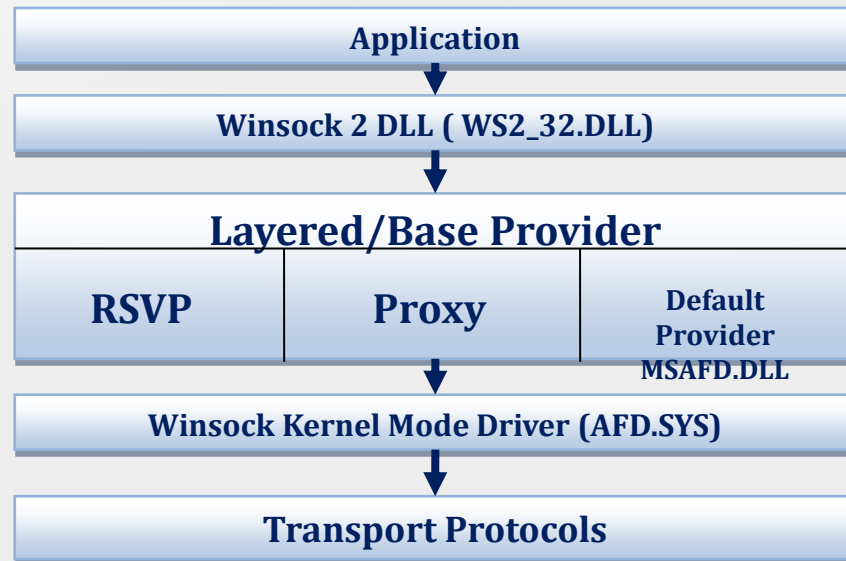 Application
Winsock 2 DLL ( WS2_32.DLL)
Layered/Base Provider
RSVP
Proxy
Default
Provider
MSAFD.DLL
Winsock Kernel Mode Driver (AFD.SYS)
Transport Protocols